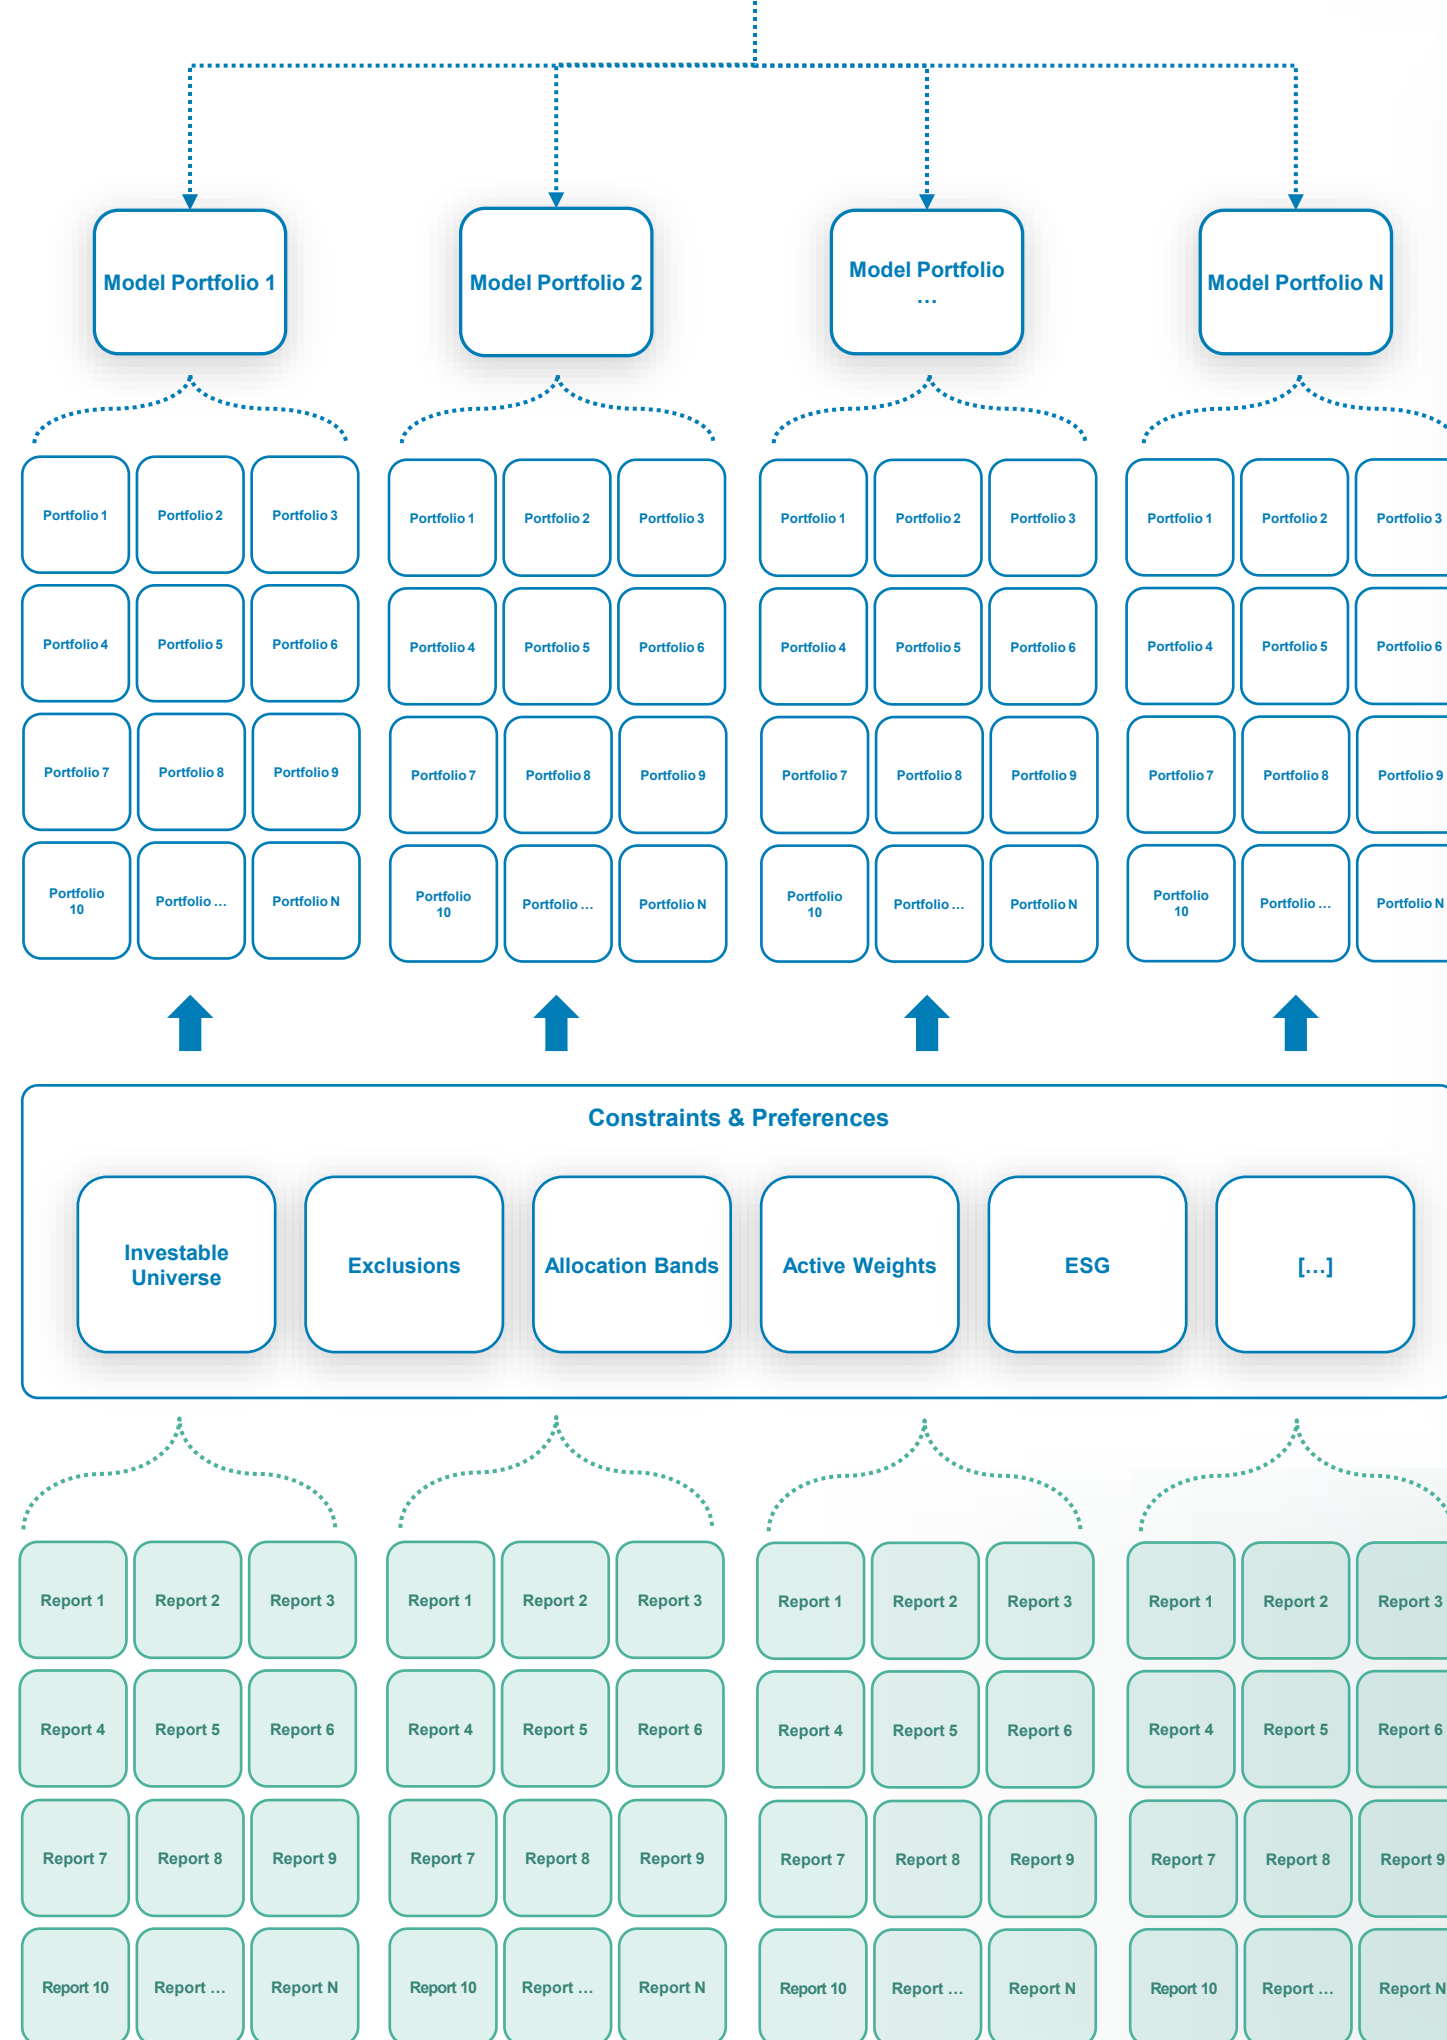 Model Portfolio 1
Model Portfolio 2
Model Portfolio
...
Model Portfolio N
Portfolio 1 Portfolio 2 Portfolio 3 Portfolio 1 Portfolio 2 Portfolio 3 Portfolio 1 Portfolio 2 Portfolio 3 Portfolio 1 Portfolio 2 Portfolio 3
Portfolio 4 Portfolio 5 Portfolio 6 Portfolio 4 Portfolio 5 Portfolio 6 Portfolio 4 Portfolio 5 Portfolio 6 Portfolio 4 Portfolio 5 Portfolio 6
Portfolio 7 Portfolio 8 Portfolio 9 Portfolio 7 Portfolio 8 Portfolio 9 Portfolio 7 Portfolio 8 Portfolio 9 Portfolio 7 Portfolio 8 Portfolio 9
Portfolio
10
Portfolio ...
Portfolio N
Portfolio
10
Portfolio ...
Portfolio N
Portfolio
10
Portfolio ...
Portfolio N
Portfolio
10
Portfolio ...
Portfolio N
Constraints & Preferences
Investable
Universe
Exclusions
Allocation Bands
Active Weights
ESG
[...]
Report 1 Report 2 Report 3 Report 1 Report 2 Report 3 Report 1 Report 2 Report 3 Report 1 Report 2 Report 3
Report 4 Report 5 Report 6 Report 4 Report 5 Report 6 Report 4 Report 5 Report 6 Report 4 Report 5 Report 6
Report 7 Report 8 Report 9 Report 7 Report 8 Report 9 Report 7 Report 8 Report 9 Report 7 Report 8 Report 9
Report 10 Report ... Report N Report 10 Report ... Report N Report 10 Report ... Report N Report 10 Report ... Report N